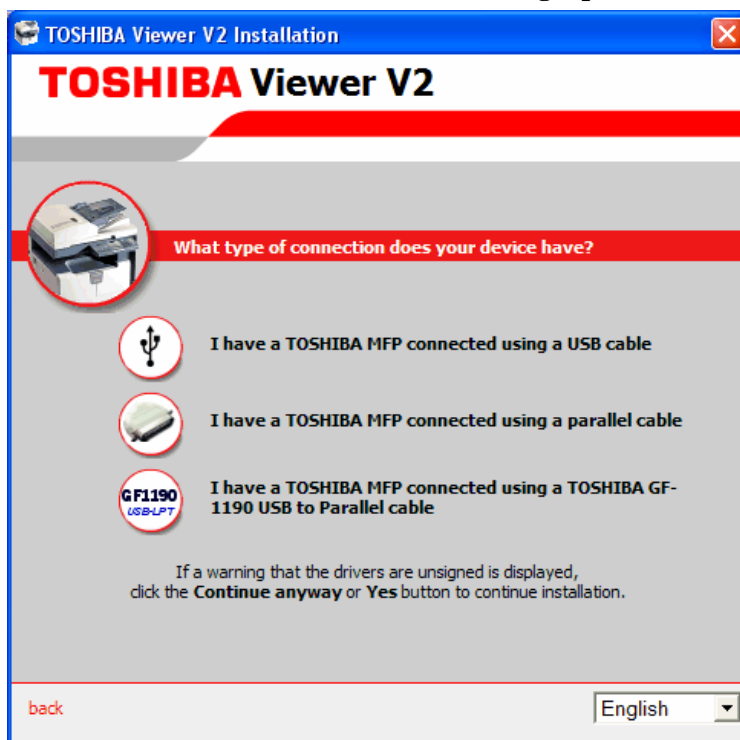 TOSHIBA Viewer V2 Installation
TOSHIBA Viewer V2
What type of connection does your device have?
I have a TOSHIBA MFP connected using a USB cable
I have a TOSHIBA MFP connected using a parallel cable
GF1190
USB-LPT
I have a TOSHIBA MFP connected using a TOSHIBA GF-
1190 USB to Parallel cable
If a warning that the drivers are unsigned is displayed,
click the Continue anyway or Yes button to continue installation.
back
English